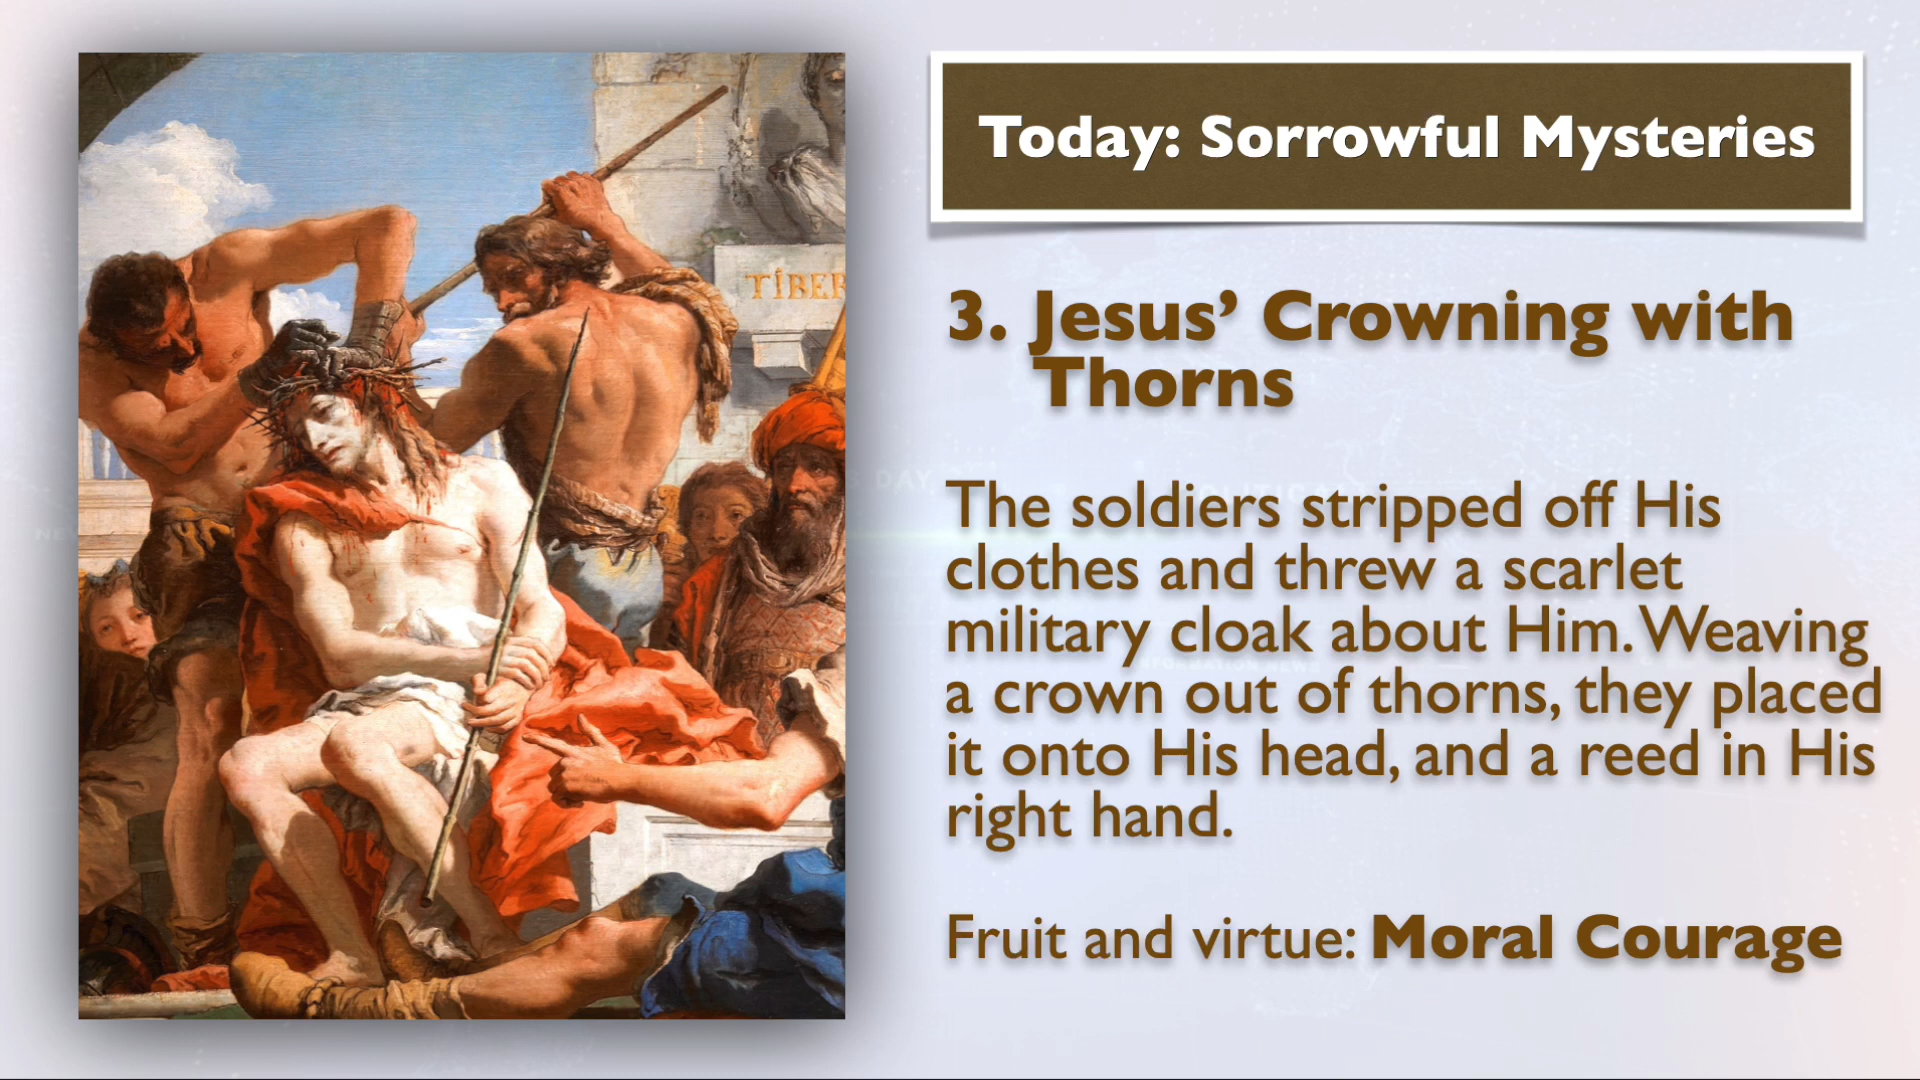 TIBER
Today: Sorrowful Mysteries
3. Jesus’ Crowning with
Thorns
The soldiers stripped off His
clothes and threw a scarlet
military cloak about Him. Weaving
a crown out of thorns, they placed
it onto His head, and a reed in His
right hand.
Fruit and virtue: Moral Courage